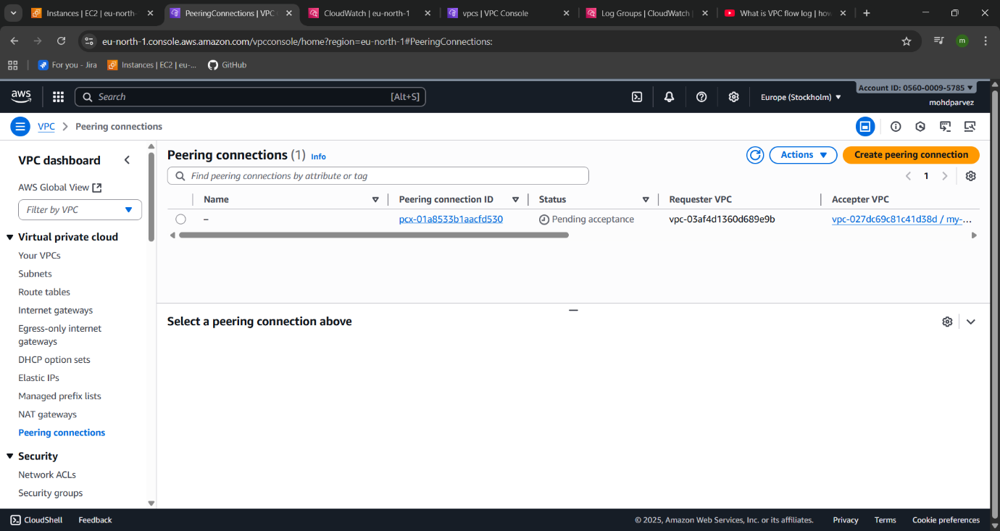 Instances | EC2 | eu-north-
PeeringConnections | VPC
CloudWatch | eu-north-1
vpcs | VPC Console
Log Groups | CloudWatch |
What is VPC flow log | how
eu-north-1.console.aws.amazon.com/vpcconsole/home?region=eu-north-1#PeeringConnections:
m
For you - Jira
Instances | EC2 | eu-...
GitHub
aws
Search
[Alt+S]
Europe (Stockholm)
Account ID: 0560-0009-5785
mohdparvez
VPC
Peering connections
VPC dashboard
AWS Global View
Filter by VPC
Virtual private cloud
Your VPCs
Subnets
Route tables
Internet gateways
Egress-only internet
gateways
DHCP option sets
Elastic IPs
Managed prefix lists
NAT gateways
Peering connections
Security
Network ACLs
Security groups
Peering connections (1) Info
Actions
Create peering connection
Find peering connections by attribute or tag
1
Name
Peering connection ID
Status
Requester VPC
Accepter VPC
–
pcx-01a8533b1aacfd530
Pending acceptance
vpc-03af4d1360d689e9b
vpc-027dc69c81c41d38d / my-...
Select a peering connection above
CloudShell
Feedback
© 2025, Amazon Web Services, Inc. or its affiliates.
Privacy
Terms
Cookie preferences